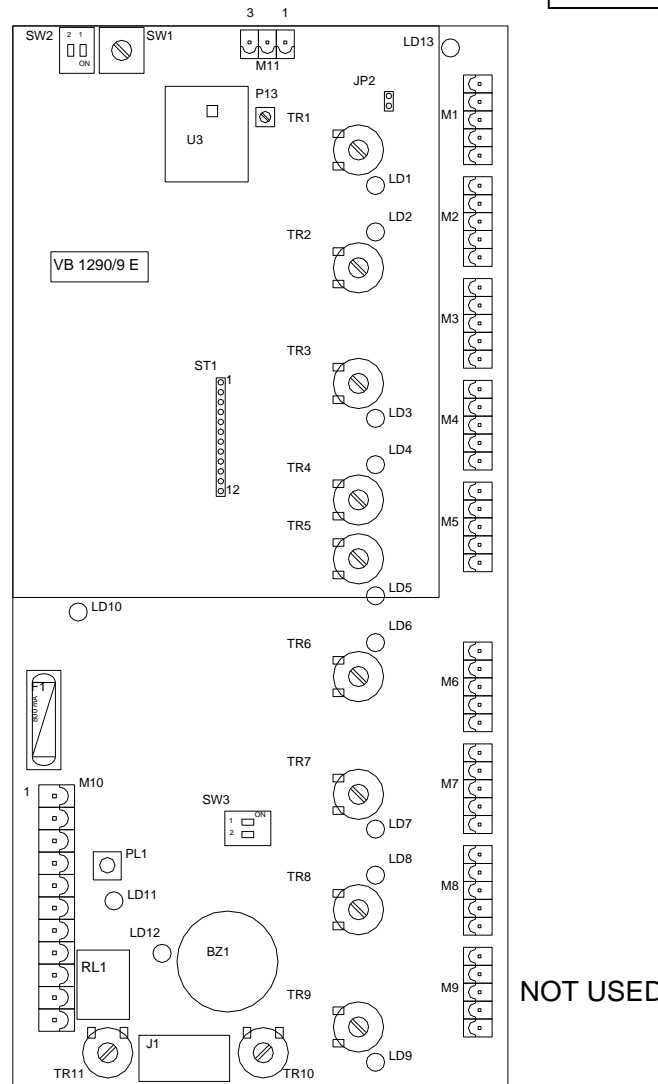 3 1
SW2 2 1 ON SW1 M11 LD13
P13 JP2
TR1 M1
U3
LD1
LD2 M2
TR2
VB 1290/9 E
M3
TR3
ST1 1
LD3 M4
LD4
TR4
12
TR5 M5
LD5
LD10 LD6
TR6
F1 M6
800 mA
TR7
1 M10 M7
SW3
1 ON
2 LD7
PL1 LD8
TR8 M8
LD11
LD12
BZ1
RL1 M9 NOT USED
TR9
J1
TR11 TR10 LD9